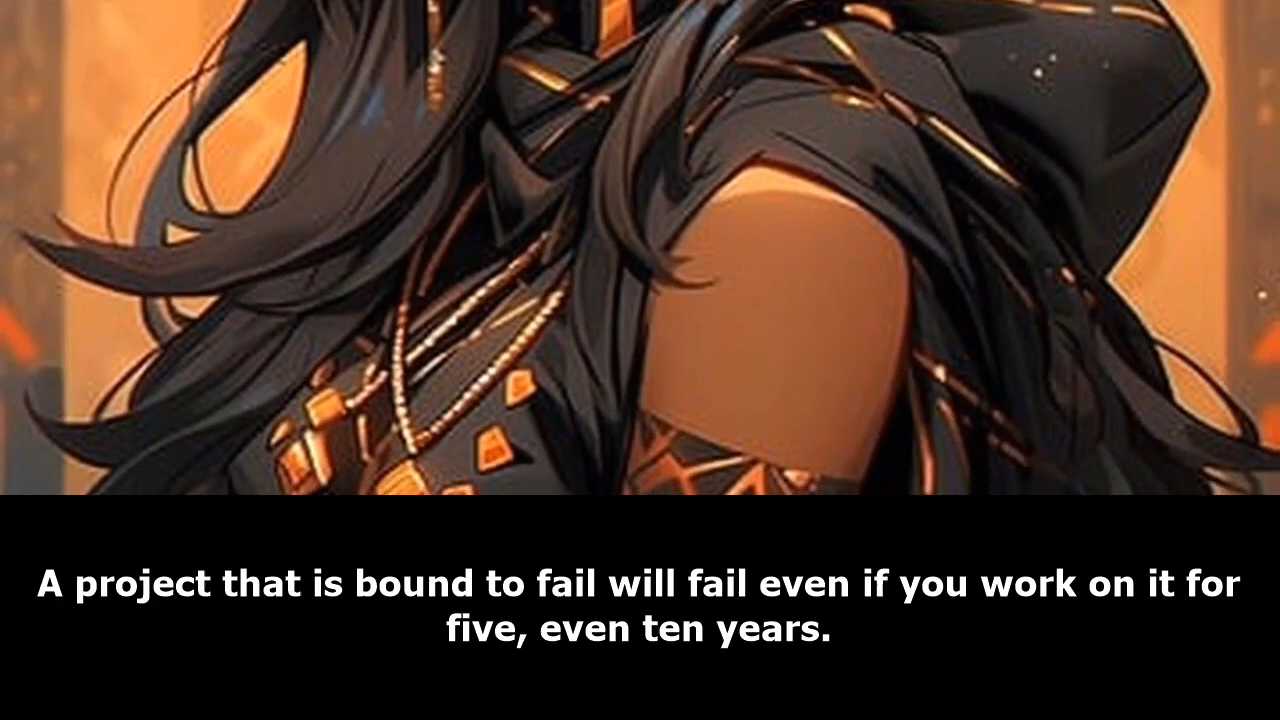 A project that is bound to fail will fail even if you work on it for
five, even ten years.